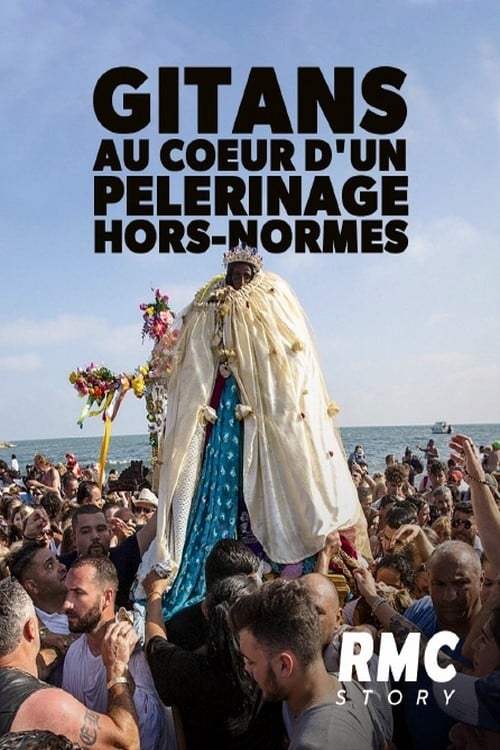 GITANS
AU COEUR D'UN
PELERINAGE
HORS-NORMES
RMC
STORY